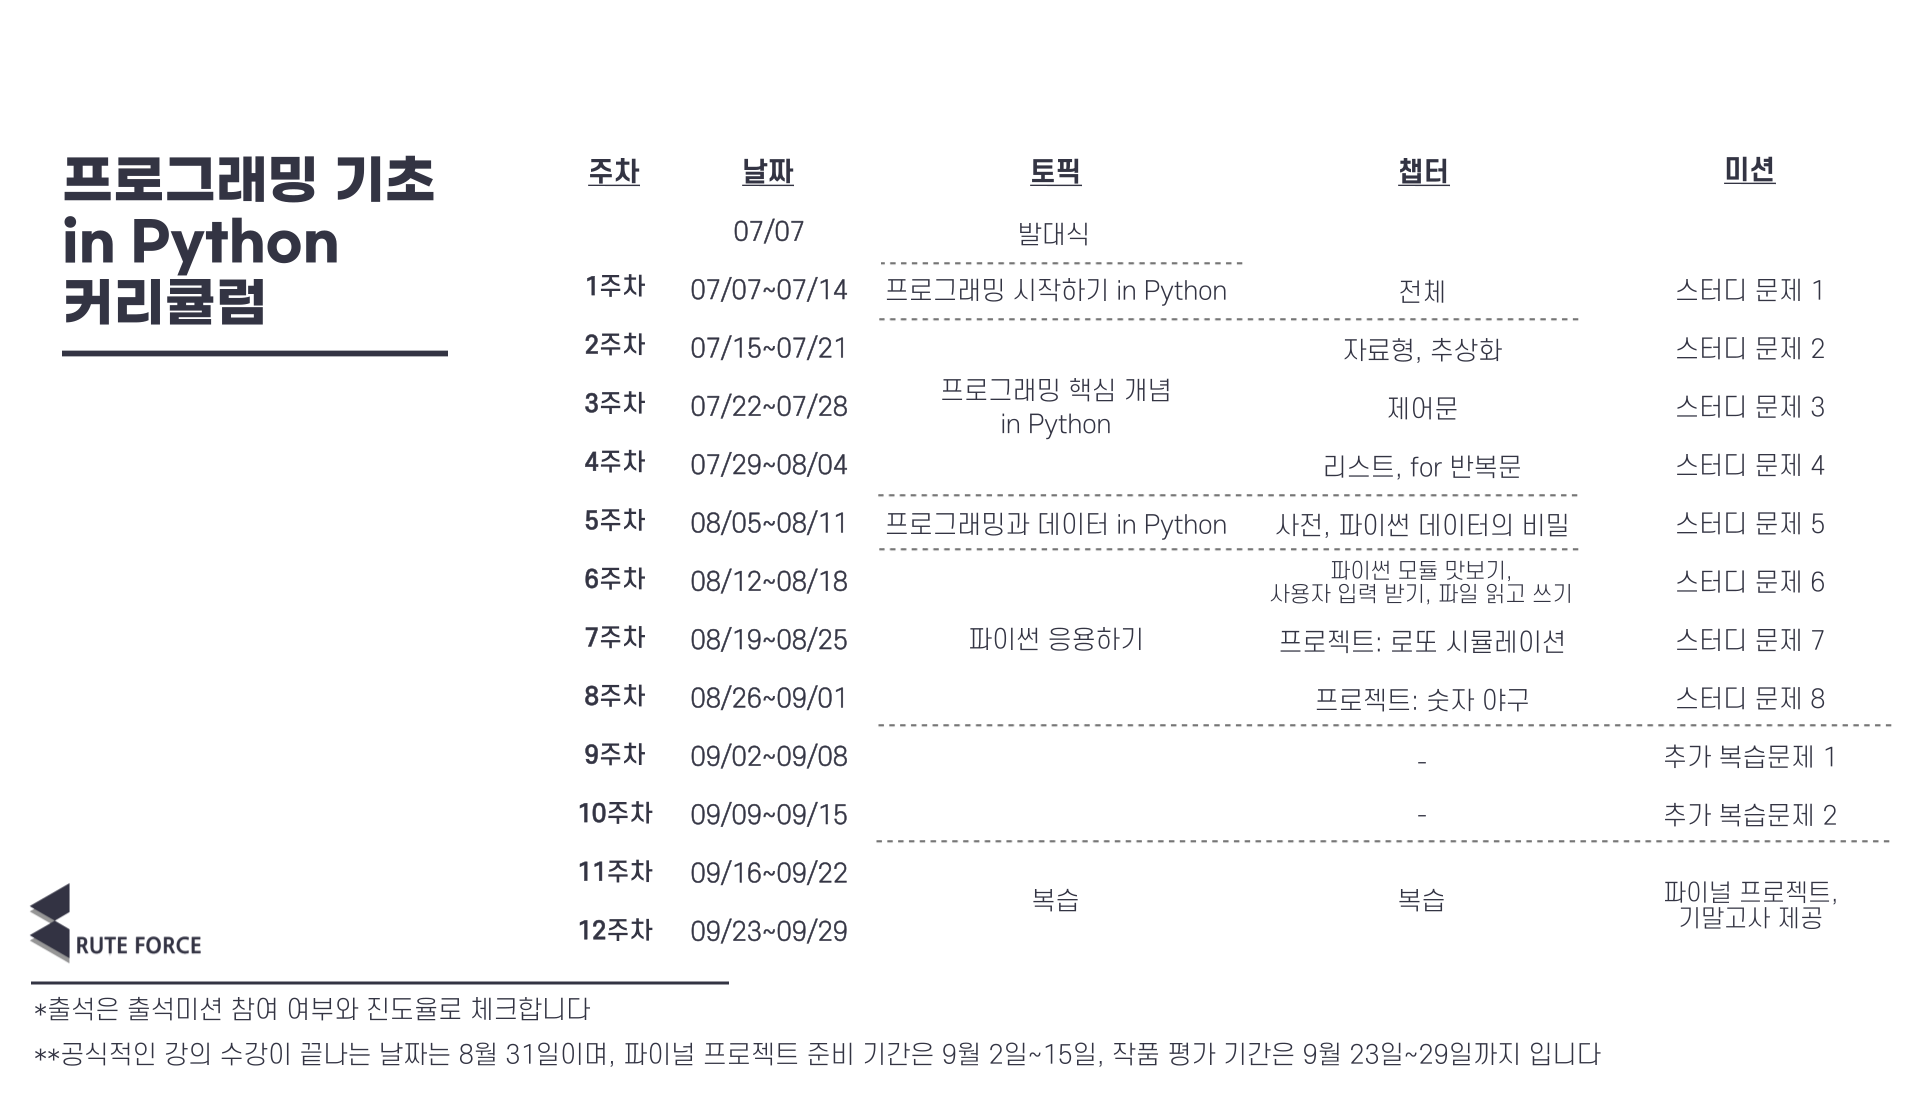 프로그래밍 기초
in Python
커리큘럼
주차 날짜 토픽 챕터 미션
07/07 발대식
1주차 07/07~07/14 프로그래밍 시작하기 in Python 전체 스터디 문제 1
2주차 07/15~07/21 자료형, 추상화 스터디 문제 2
프로그래밍 핵심 개념
in Python
3주차 07/22~07/28 제어문 스터디 문제 3
4주차 07/29~08/04 리스트, for 반복문 스터디 문제 4
5주차 08/05~08/11 프로그래밍과 데이터 in Python 사전, 파이썬 데이터의 비밀 스터디 문제 5
6주차 08/12~08/18 파이썬 모듈 맛보기, 스터디 문제 6
사용자 입력 받기, 파일 읽고 쓰기
7주차 08/19~08/25 파이썬 응용하기 프로젝트: 로또 시뮬레이션 스터디 문제 7
8주차 08/26~09/01 프로젝트: 숫자 야구 스터디 문제 8
9주차 09/02~09/08 - 추가 복습문제 1
10주차 09/09~09/15 - 추가 복습문제 2
11주차 09/16~09/22
복습 복습 파이널 프로젝트,
기말고사 제공
12주차 09/23~09/29
RUTE FORCE
*출석은 출석미션 참여 여부와 진도율로 체크합니다
**공식적인 강의 수강이 끝나는 날짜는 8월 31일이며, 파이널 프로젝트 준비 기간은 9월 2일~15일, 작품 평가 기간은 9월 23일~29일까지 입니다